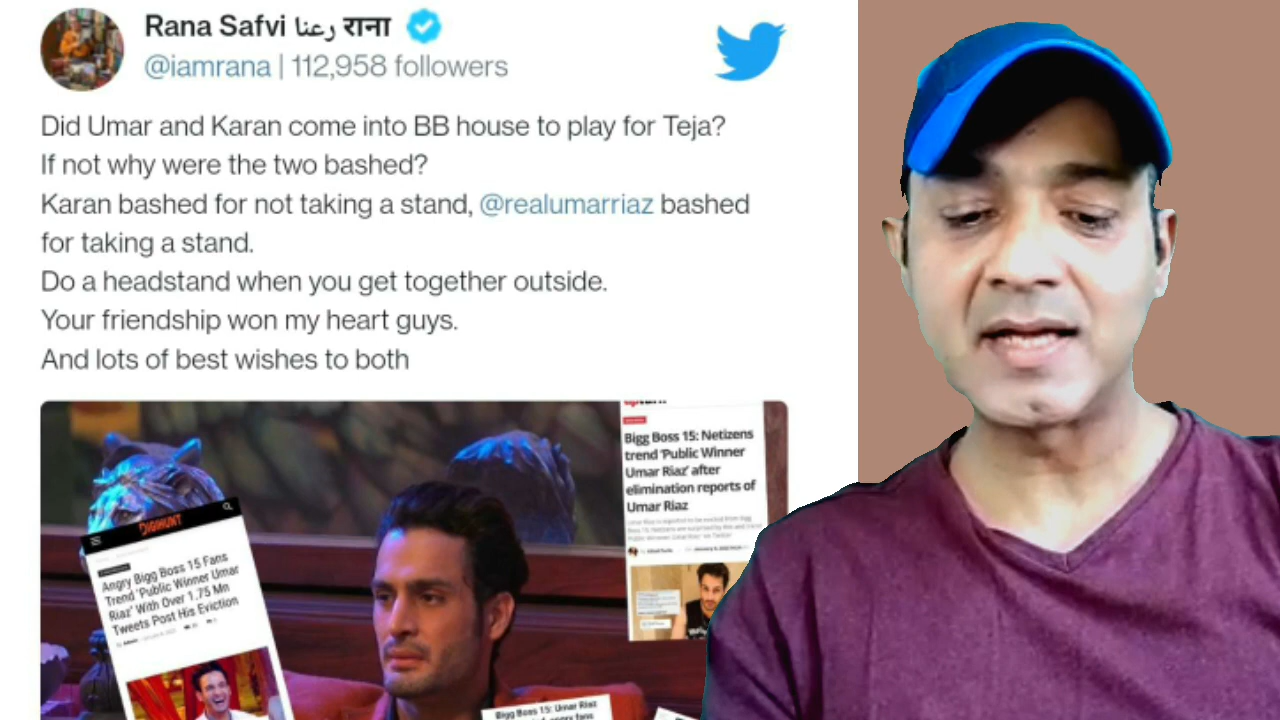 Rana Safvi رعنا राना
@iamrana | 112,958 followers
Did Umar and Karan come into BB house to play for Teja?
If not why were the two bashed?
Karan bashed for not taking a stand, @realumarriaz bashed
for taking a stand.
Do a headstand when you get together outside.
Your friendship won my heart guys.
And lots of best wishes to both
Bigg Boss 15: Netizens
trend 'Public Winner
Umar Riaz' after
elimination reports of
Umar Riaz
DIGIHUNT
Angry Bigg Boss 15 Fans
Trend 'Public Winner Umar
Riaz' With Over 1.75 Mn
Tweets Post His Eviction
Bigg Boss 15: Umar Riaz